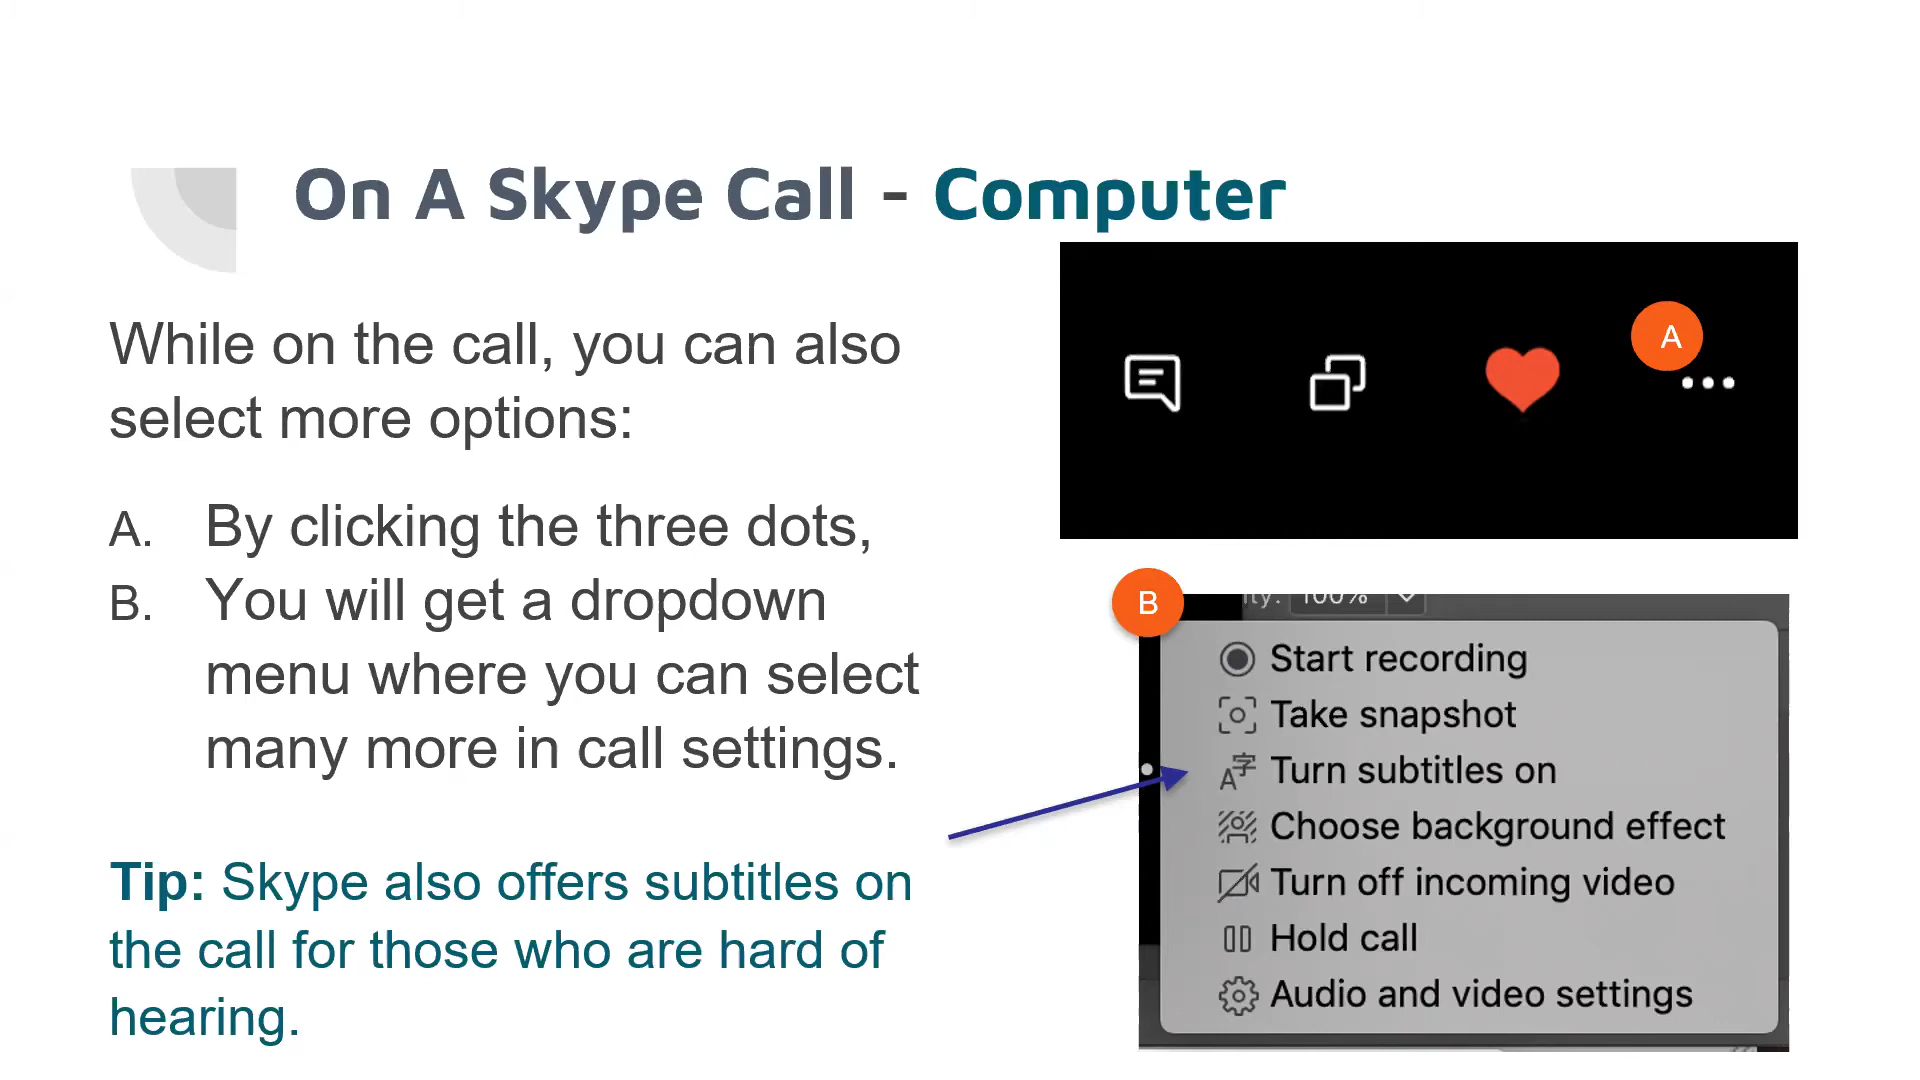 On A Skype Call - Computer
While on the call, you can also
select more options:
A. By clicking the three dots,
B. You will get a dropdown
menu where you can select
many more in call settings.
Tip: Skype also offers subtitles on
the call for those who are hard of
hearing.
A
B
100%
Start recording
Take snapshot
A字 Turn subtitles on
Choose background effect
Turn off incoming video
Hold call
Audio and video settings